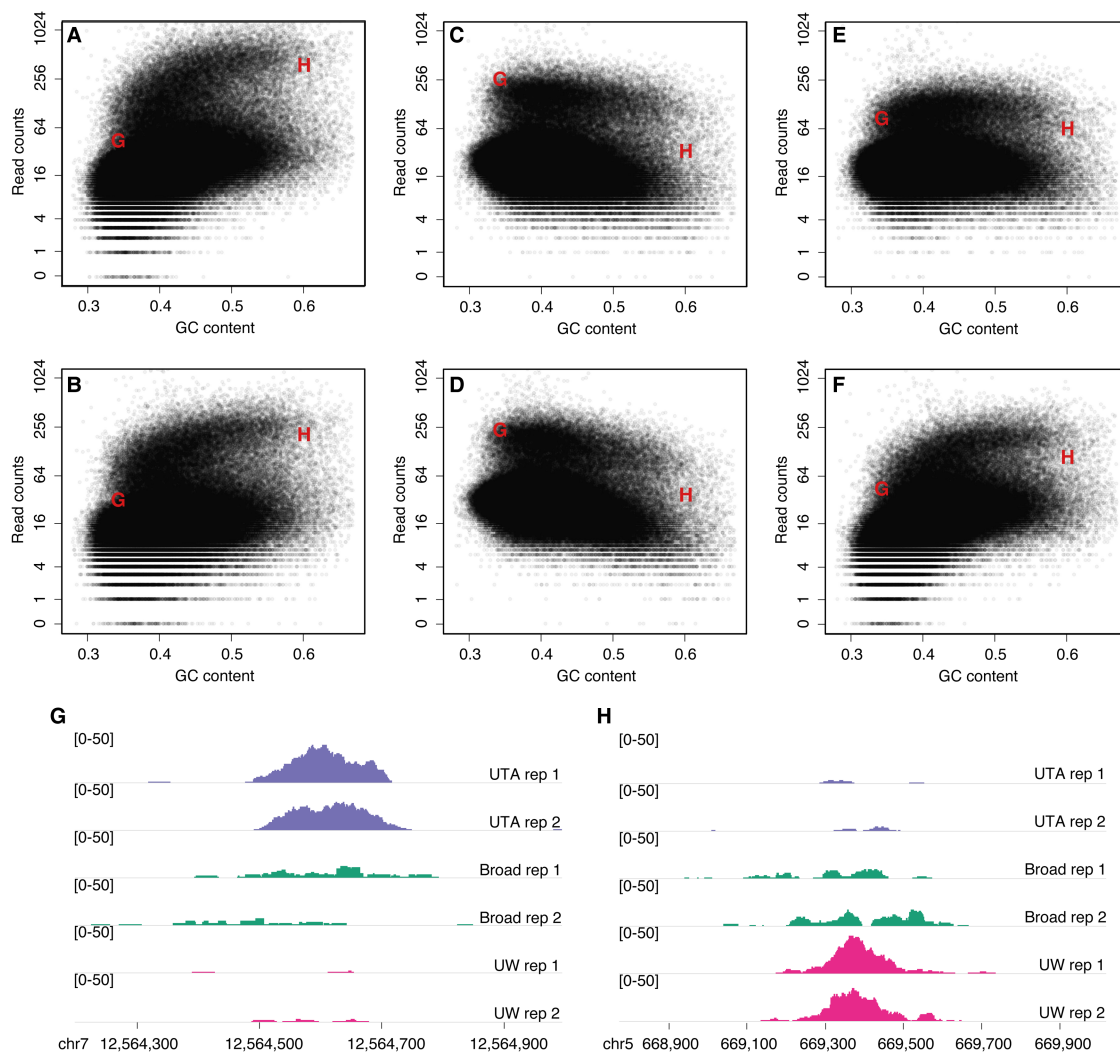 A
Read counts
1024
256
64
16
4
1
0
G
H
0.3 0.4 0.5 0.6
GC content
C
Read counts
1024
256
64
16
4
1
0
G
H
0.3 0.4 0.5 0.6
GC content
E
Read counts
1024
256
64
16
4
1
0
G
H
0.3 0.4 0.5 0.6
GC content
B
Read counts
1024
256
64
16
4
1
0
G
H
0.3 0.4 0.5 0.6
GC content
D
Read counts
1024
256
64
16
4
1
0
G
H
0.3 0.4 0.5 0.6
GC content
F
Read counts
1024
256
64
16
4
1
0
G
H
0.3 0.4 0.5 0.6
GC content
G
[0-50]
UTA rep 1
[0-50]
UTA rep 2
[0-50]
Broad rep 1
[0-50]
Broad rep 2
[0-50]
UW rep 1
[0-50]
UW rep 2
chr7 12,564,300 12,564,500 12,564,700 12,564,900
H
[0-50]
UTA rep 1
[0-50]
UTA rep 2
[0-50]
Broad rep 1
[0-50]
Broad rep 2
[0-50]
UW rep 1
[0-50]
UW rep 2
chr5 668,900 669,100 669,300 669,500 669,700 669,900